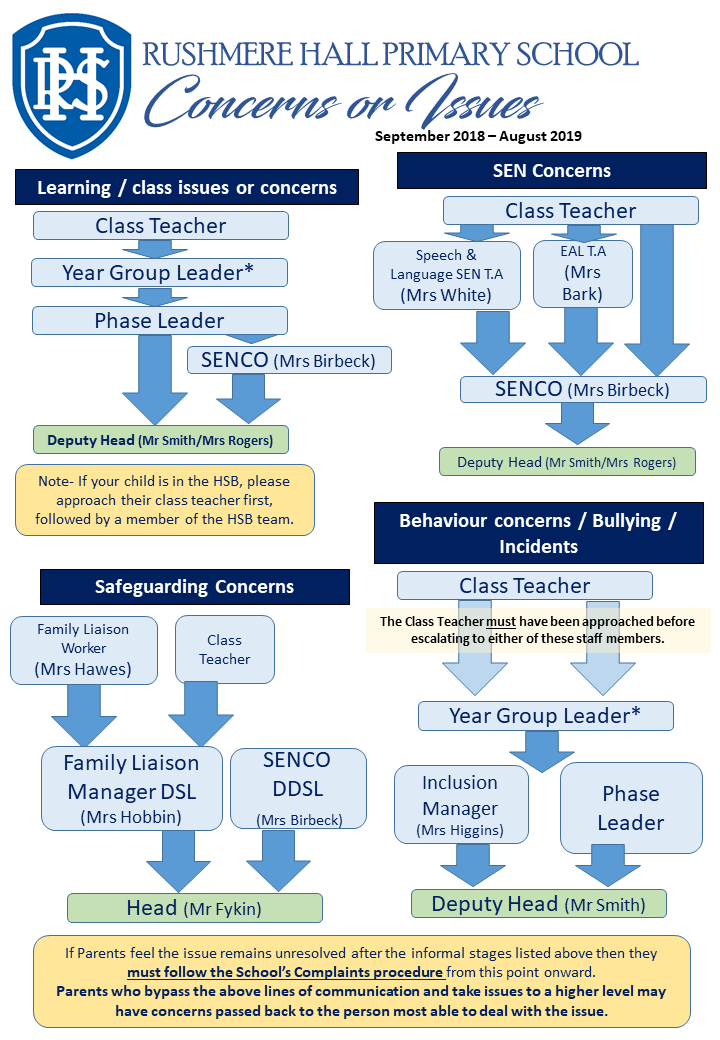 RHPS
RUSHMERE HALL PRIMARY SCHOOL
Concerns or Issues
September 2018 – August 2019
Learning / class issues or concerns
Class Teacher
Year Group Leader*
Phase Leader
SENCO (Mrs Birbeck)
Deputy Head (Mr Smith/Mrs Rogers)
Note- If your child is in the HSB, please
approach their class teacher first,
followed by a member of the HSB team.
SEN Concerns
Class Teacher
Speech &
Language SEN T.A
(Mrs White)
EAL T.A
(Mrs
Bark)
SENCO (Mrs Birbeck)
Deputy Head (Mr Smith/Mrs Rogers)
Safeguarding Concerns
Family Liaison
Worker
(Mrs Hawes)
Class
Teacher
Family Liaison
Manager DSL
(Mrs Hobbin)
SENCO
DDSL
(Mrs Birbeck)
Head (Mr Fykin)
Behaviour concerns / Bullying /
Incidents
Class Teacher
The Class Teacher must have been approached before
escalating to either of these staff members.
Year Group Leader*
Inclusion
Manager
(Mrs Higgins)
Phase
Leader
Deputy Head (Mr Smith)
If Parents feel the issue remains unresolved after the informal stages listed above then they
must follow the School's Complaints procedure from this point onward.
Parents who bypass the above lines of communication and take issues to a higher level may
have concerns passed back to the person most able to deal with the issue.